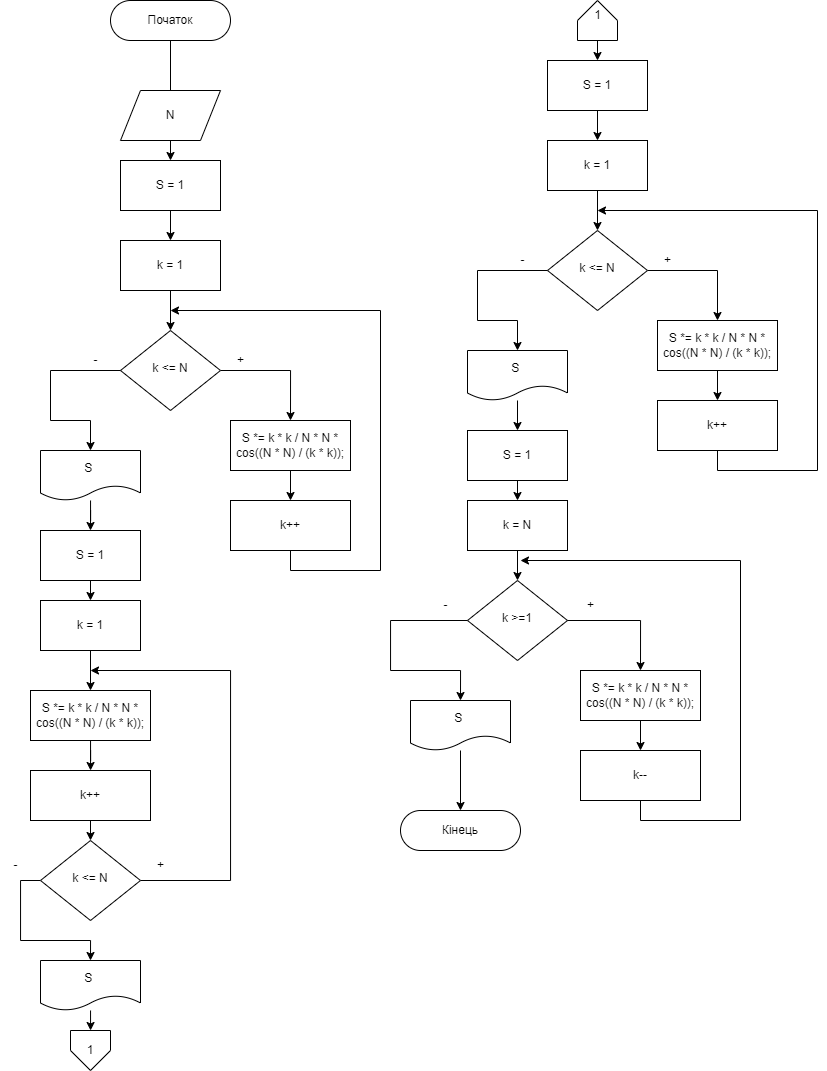 Початок
N
S = 1
k = 1
k <= N
-
+
S *= k * k / N * N *
cos((N * N) / (k * k));
k++
S
S = 1
k = 1
S *= k * k / N * N *
cos((N * N) / (k * k));
k++
k <= N
-
+
S
1
1
S = 1
k = 1
k <= N
-
+
S *= k * k / N * N *
cos((N * N) / (k * k));
k++
S
S = 1
k = N
k >=1
-
+
S *= k * k / N * N *
cos((N * N) / (k * k));
k--
S
Кінець